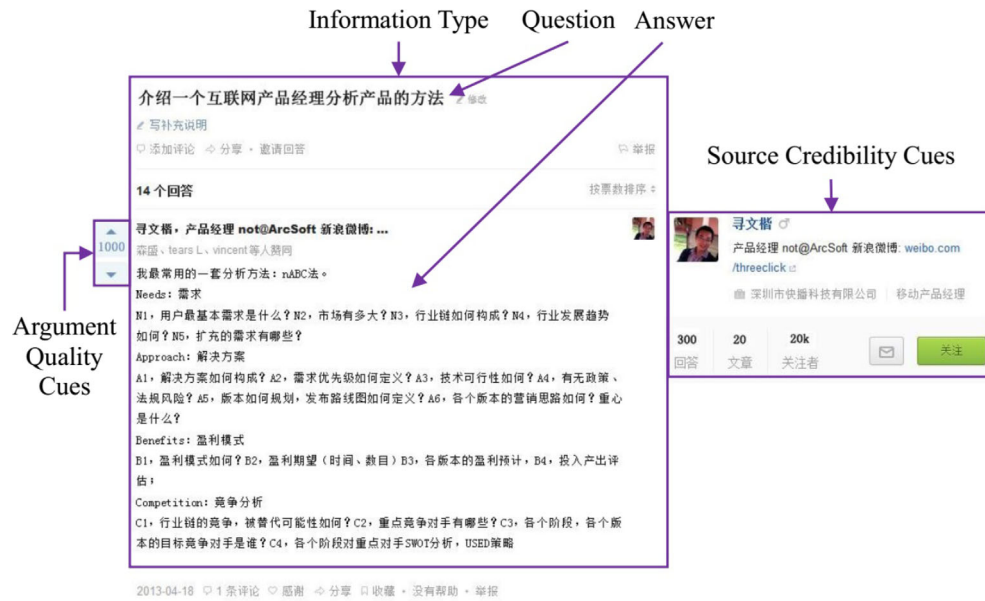 Information Type Question Answer
介绍一个互联网产品经理分析产品的方法 修改
写补充说明
添加评论 分享 • 邀请回答 举报
14 个回答 按票数排序
寻文楷，产品经理 not@ArcSoft 新浪微博: ...
霖盛、tears L、vincent等人赞同
1000
我最常用的一套分析方法：nABC法。
Needs：需求
N1，用户最基本需求是什么？N2，市场有多大？N3，行业链如何构成？N4，行业发展趋势
如何？N5，扩充的需求有哪些？
Approach：解决方案
A1，解决方案如何构成？A2，需求优先级如何定义？A3，技术可行性如何？A4，有无政策、
法规风险？A5，版本如何规划，发布路线图如何定义？A6，各个版本的营销思路如何？重心
是什么？
Benefits：盈利模式
B1，盈利模式如何？B2，盈利期望（时间、数目）B3，各版本的盈利预计，B4，投入产出评
估；
Competition：竞争分析
C1，行业链的竞争，被替代可能性如何？C2，重点竞争对手有哪些？C3，各个阶段，各个版
本的目标竞争对手是谁？C4，各个阶段对重点对手SWOT分析，USED策略
2013-04-18 1 条评论 感谢 分享 收藏 • 没有帮助 • 举报
Argument
Quality
Cues
Source Credibility Cues
寻文楷
产品经理 not@ArcSoft 新浪微博: weibo.com
/threeclick
深圳市快播科技有限公司 移动产品经理
300 20 20k
回答 文章 关注者
关注